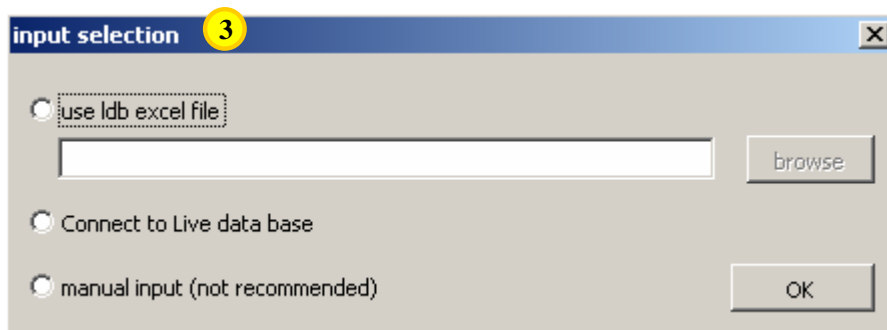 input selection 3
use ldb excel file
browse
Connect to Live data base
manual input (not recommended)
OK